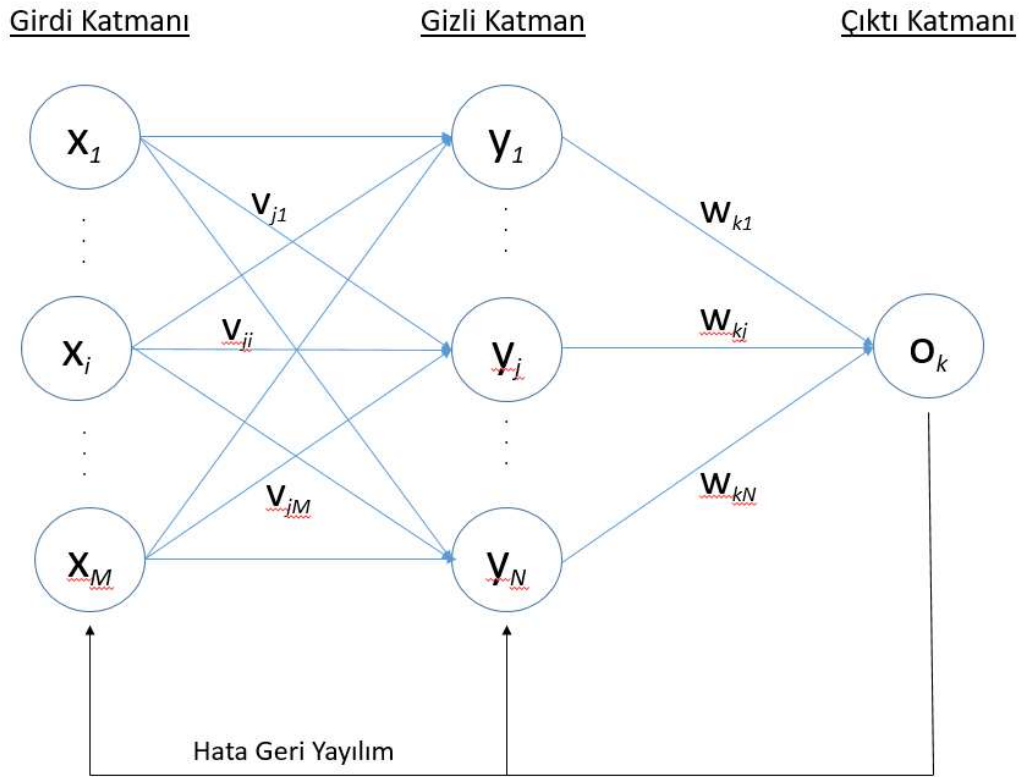 Girdi Katmanı
Gizli Katman
Çıktı Katmanı
x1
y1
vj1
wk1
xi
vji
yj
wkj
ok
vjM
wkN
xM
yN
Hata Geri Yayılım